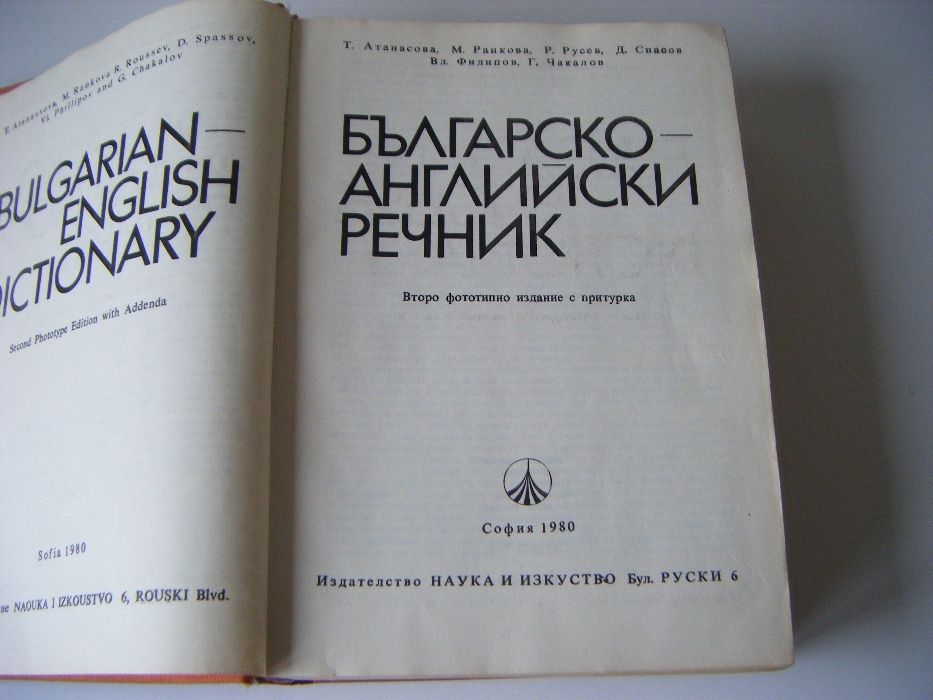 T. Atanassova, M. Rankova R. Roussev, D. Spassov,
Vl. Phillipov and G. Chakalov
BULGARIAN—
ENGLISH
DICTIONARY
Second Phototype Edition with Addenda
Sofia 1980
NAOUKA I IZKOUSTVO 6, ROUSKI Blvd.
Т. Атанасова, М. Ранкова, Р. Русев, Д. Спасов
Вл. Филипов, Г. Чакалов
БЪЛГАРСКО—
АНГЛИЙСКИ
РЕЧНИК
Второ фототипно издание с притурка
София 1980
Издателство НАУКА И ИЗКУСТВО Бул. РУСКИ 6